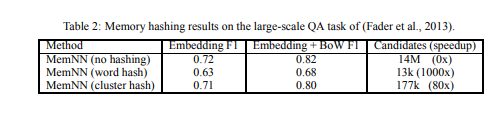 Table 2: Memory hashing results on the large-scale QA task of (Fader et al., 2013).
Method Embedding F1 Embedding + BoW F1 Candidates (speedup)
MemNN (no hashing) 0.72 0.82 14M (0x)
MemNN (word hash) 0.63 0.68 13k (1000x)
MemNN (cluster hash) 0.71 0.80 177k (80x)